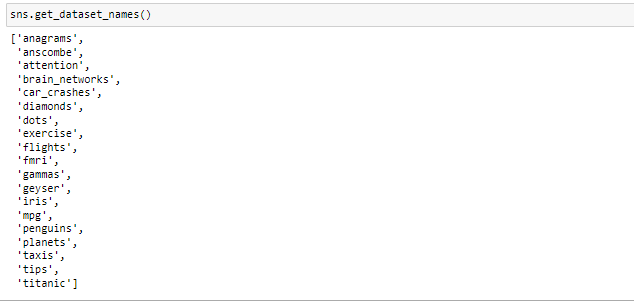 sns.get_dataset_names()
['anagrams',
'anscombe',
'attention',
'brain_networks',
'car_crashes',
'diamonds',
'dots',
'exercise',
'flights',
'fmri',
'gammas',
'geyser',
'iris',
'mpg',
'penguins',
'planets',
'taxis',
'tips',
'titanic']